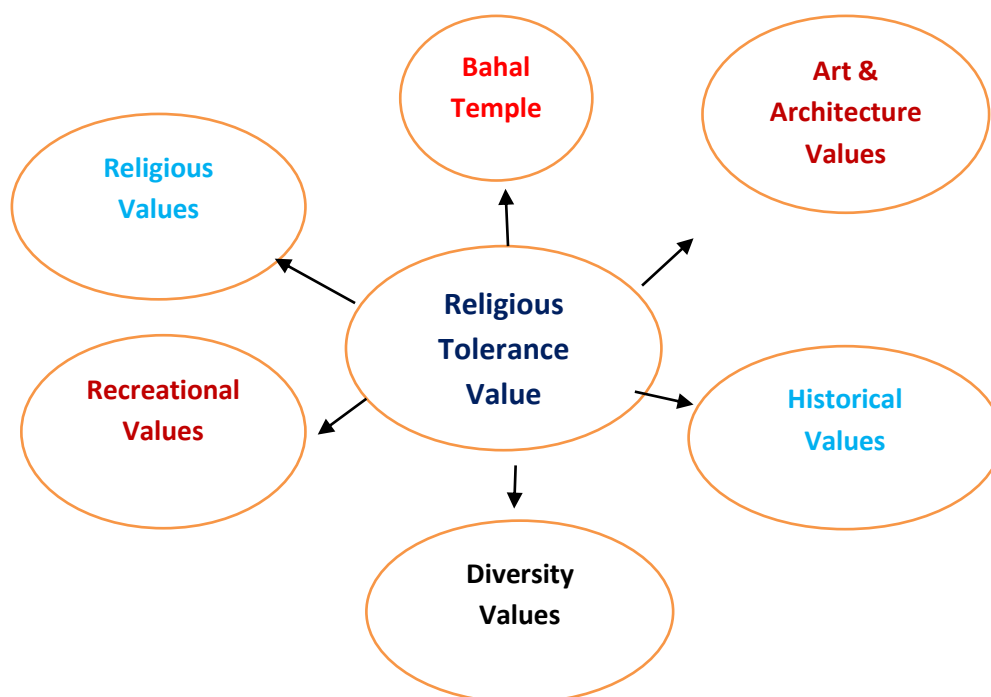 Bahal
Temple
Art &
Architecture
Values
Religious
Values
Religious
Tolerance
Value
Recreational
Values
Historical
Values
Diversity
Values